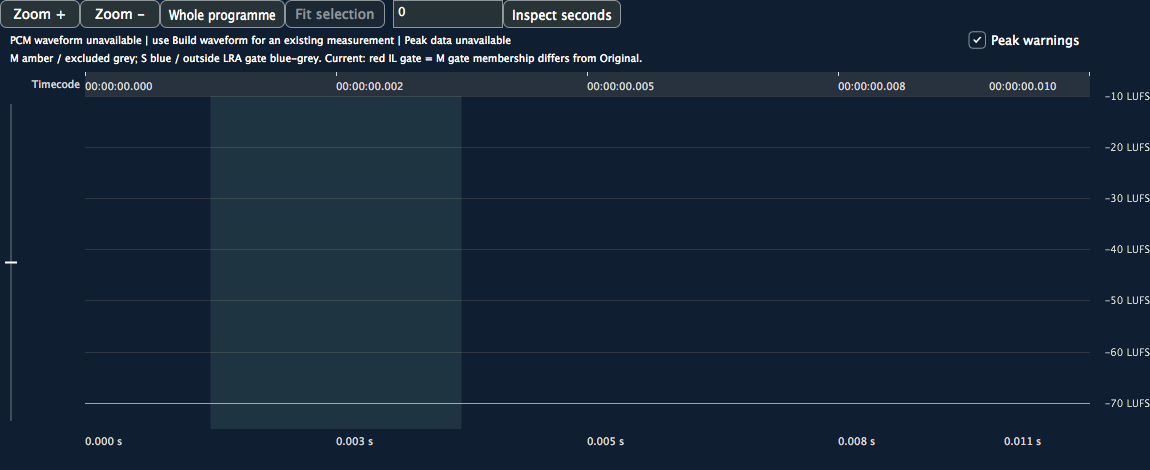 Zoom + Zoom – Whole programme Fit selection 0 Inspect seconds
PCM waveform unavailable | use Build waveform for an existing measurement | Peak data unavailable
Peak warnings
M amber / excluded grey; S blue / outside LRA gate blue-grey. Current: red IL gate = M gate membership differs from Original.
Timecode 00:00:00.000 00:00:00.002 00:00:00.005 00:00:00.008 00:00:00.010
−10 LUFS
−20 LUFS
−30 LUFS
−40 LUFS
−50 LUFS
−60 LUFS
−70 LUFS
0.000 s 0.003 s 0.005 s 0.008 s 0.011 s